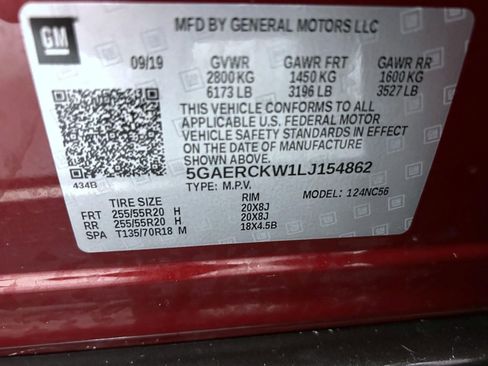 GM
MFD BY GENERAL MOTORS LLC
09/19 GVWR GAWR FRT GAWR RR
2800 KG 1450 KG 1600 KG
6173 LB 3196 LB 3527 LB
THIS VEHICLE CONFORMS TO ALL
APPLICABLE U.S. FEDERAL MOTOR
VEHICLE SAFETY STANDARDS IN EFFECT
ON THE DATE OF MANUFACTURE
SHOWN ABOVE.
434B
5GAERCKW1LJ154862
TYPE: M.P.V. MODEL: 124NC56
TIRE SIZE RIM
FRT 255/55R20 H 20X8J
RR 255/55R20 H 20X8J
SPA T135/70R18 M 18X4.5B